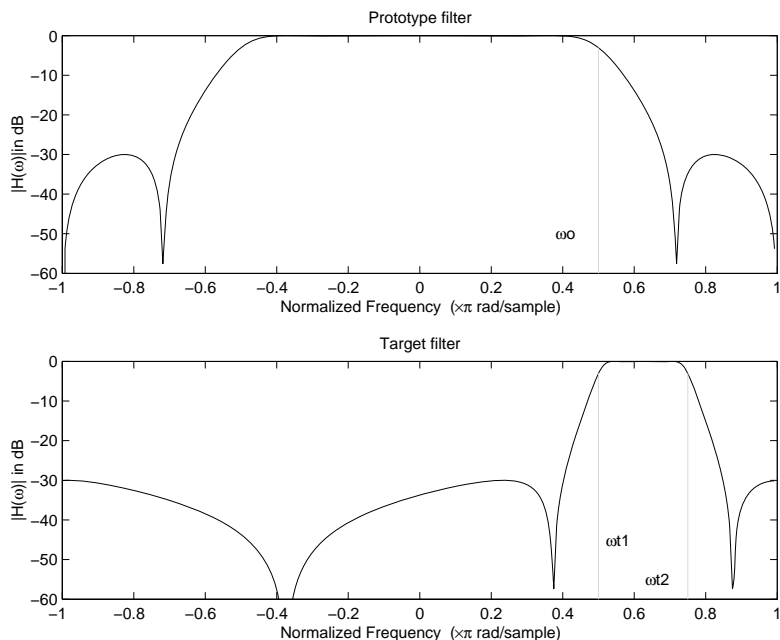 Prototype filter
0
−10
−20
−30
−40
−50
−60
|H(ω)|in dB
ωo
−1 −0.8 −0.6 −0.4 −0.2 0 0.2 0.4 0.6 0.8 1
Normalized Frequency (×π rad/sample)
Target filter
0
−10
−20
−30
−40
−50
−60
|H(ω)| in dB
ωt1
ωt2
−1 −0.8 −0.6 −0.4 −0.2 0 0.2 0.4 0.6 0.8 1
Normalized Frequency (×π rad/sample)